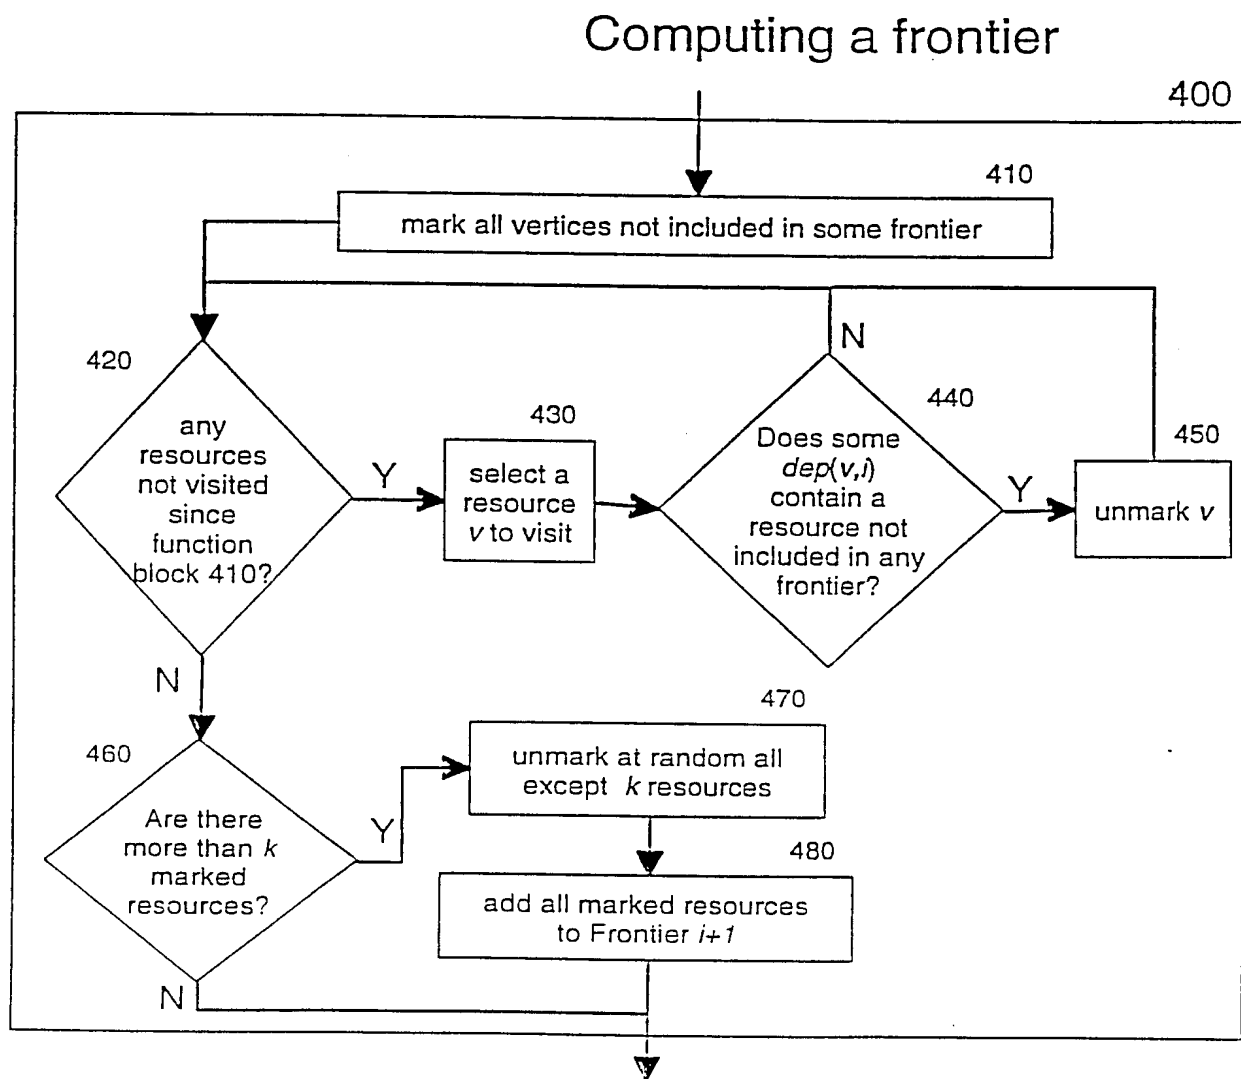 Computing a frontier
400
410
mark all vertices not included in some frontier
420
any
resources
not visited
since
function
block 410?
Y
N
430
select a
resource
v to visit
440
N
Does some
dep(v,i)
contain a
resource not
included in any
frontier?
Y
450
unmark v
460
Are there
more than k
marked
resources?
Y
N
470
unmark at random all
except k resources
480
add all marked resources
to Frontier i+1